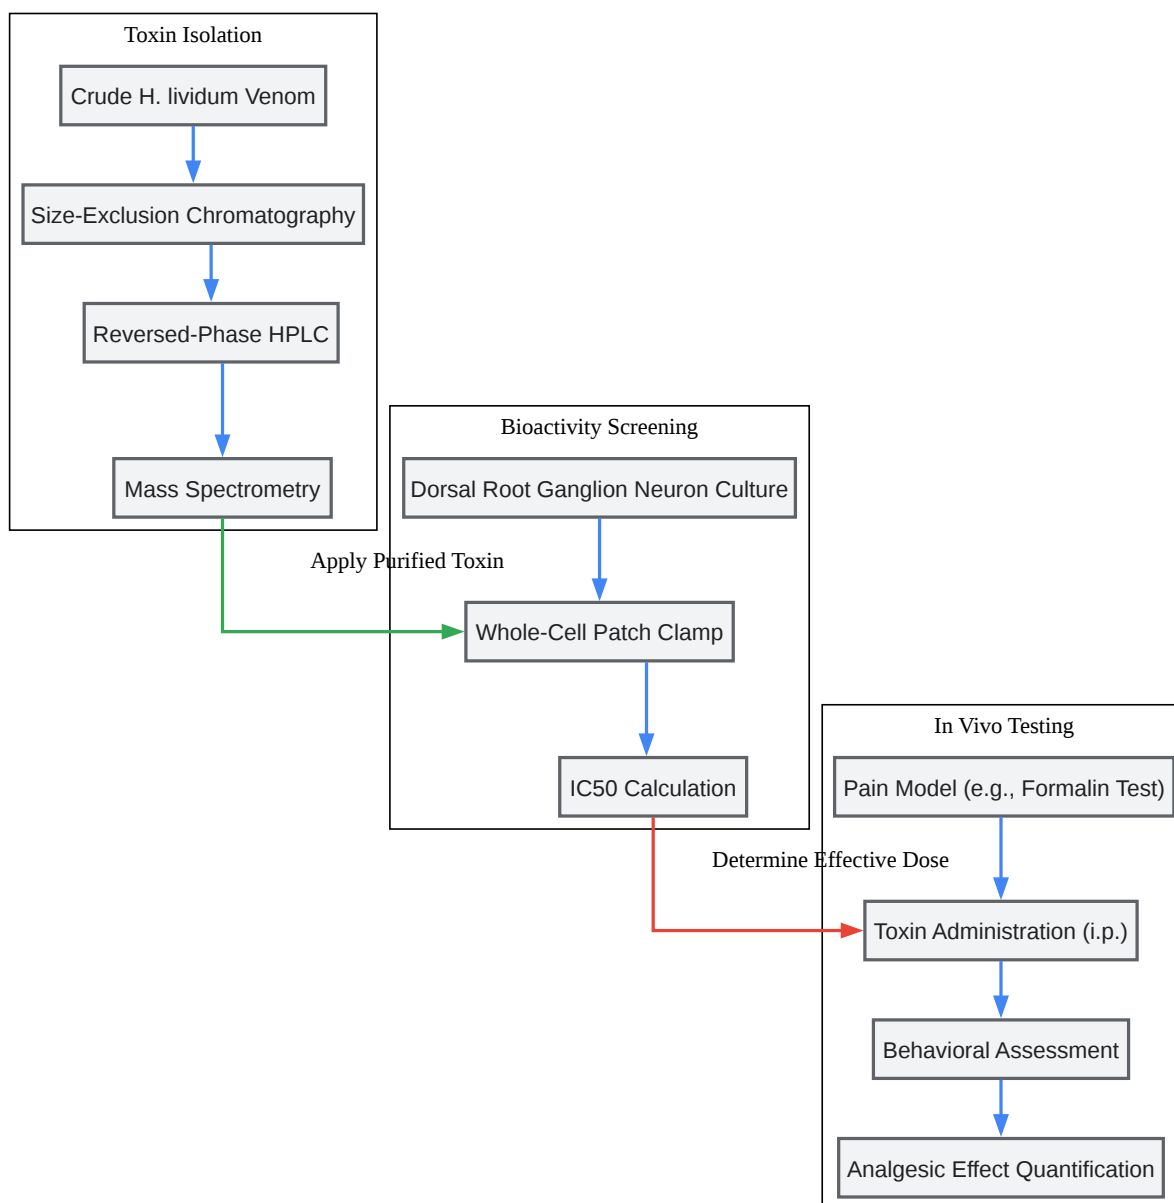 Toxin Isolation
Crude H. lividum Venom
Size-Exclusion Chromatography
Reversed-Phase HPLC
Mass Spectrometry
Apply Purified Toxin
Bioactivity Screening
Dorsal Root Ganglion Neuron Culture
Whole-Cell Patch Clamp
IC50 Calculation
Determine Effective Dose
In Vivo Testing
Pain Model (e.g., Formalin Test)
Toxin Administration (i.p.)
Behavioral Assessment
Analgesic Effect Quantification